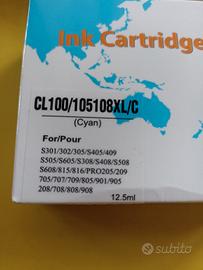 Ink Cartridge
CL100/105108XL/C
(Cyan)
For/Pour
S301/302/305/S405/409
S505/S605/S308/S408/S508
S608/815/816/PRO205/209
705/707/709/805/901/905
208/708/808/908
12.5ml
subito